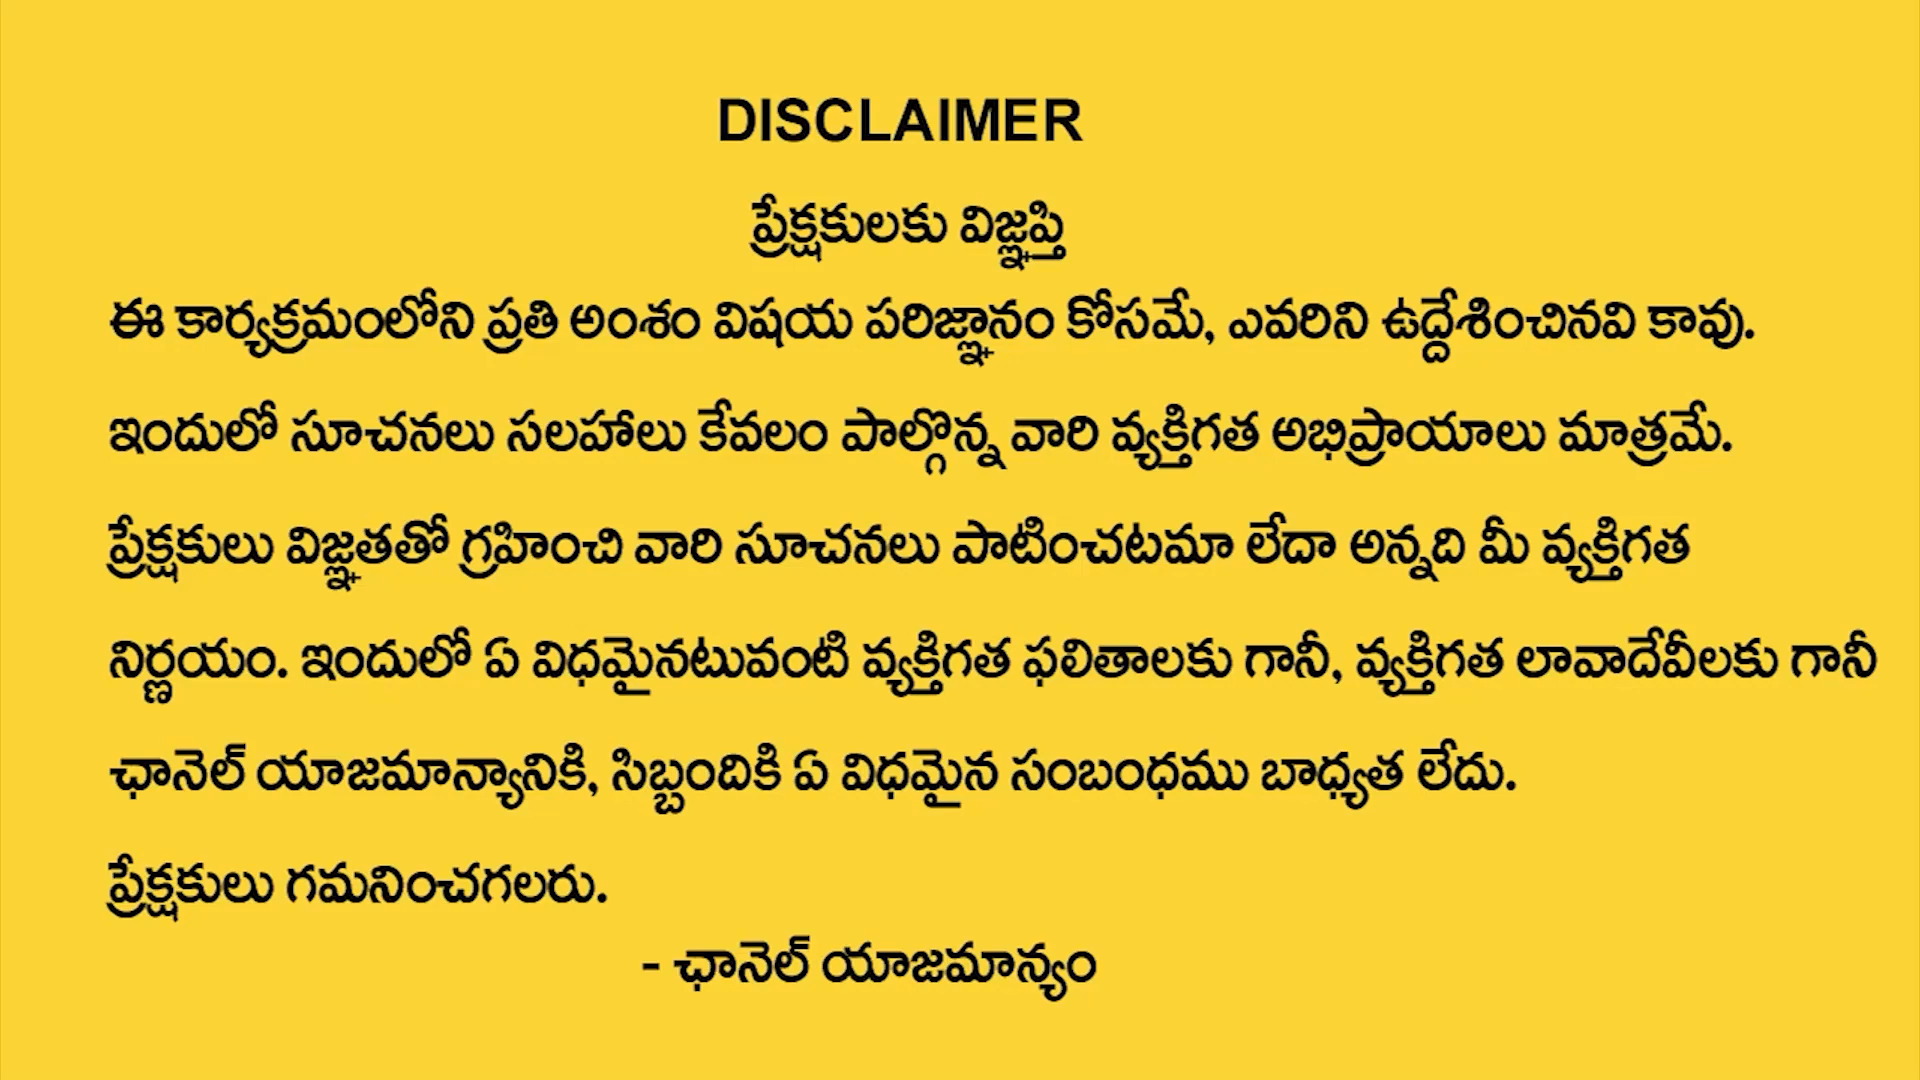 DISCLAIMER
ప్రేక్షకులకు విజ్ఞప్తి
ఈ కార్యక్రమంలోని ప్రతి అంశం విషయ పరిజ్ఞానం కోసమే, ఎవరిని ఉద్దేశించినవి కావు.
ఇందులో సూచనలు సలహాలు కేవలం పాల్గొన్న వారి వ్యక్తిగత అభిప్రాయాలు మాత్రమే.
ప్రేక్షకులు విజ్ఞతతో గ్రహించి వారి సూచనలు పాటించటమా లేదా అన్నది మీ వ్యక్తిగత
నిర్ణయం. ఇందులో ఏ విధమైనటువంటి వ్యక్తిగత ఫలితాలకు గానీ, వ్యక్తిగత లావాదేవీలకు గానీ
ఛానెల్ యాజమాన్యానికి, సిబ్బందికి ఏ విధమైన సంబంధము బాధ్యత లేదు.
ప్రేక్షకులు గమనించగలరు.
- ఛానెల్ యాజమాన్యం